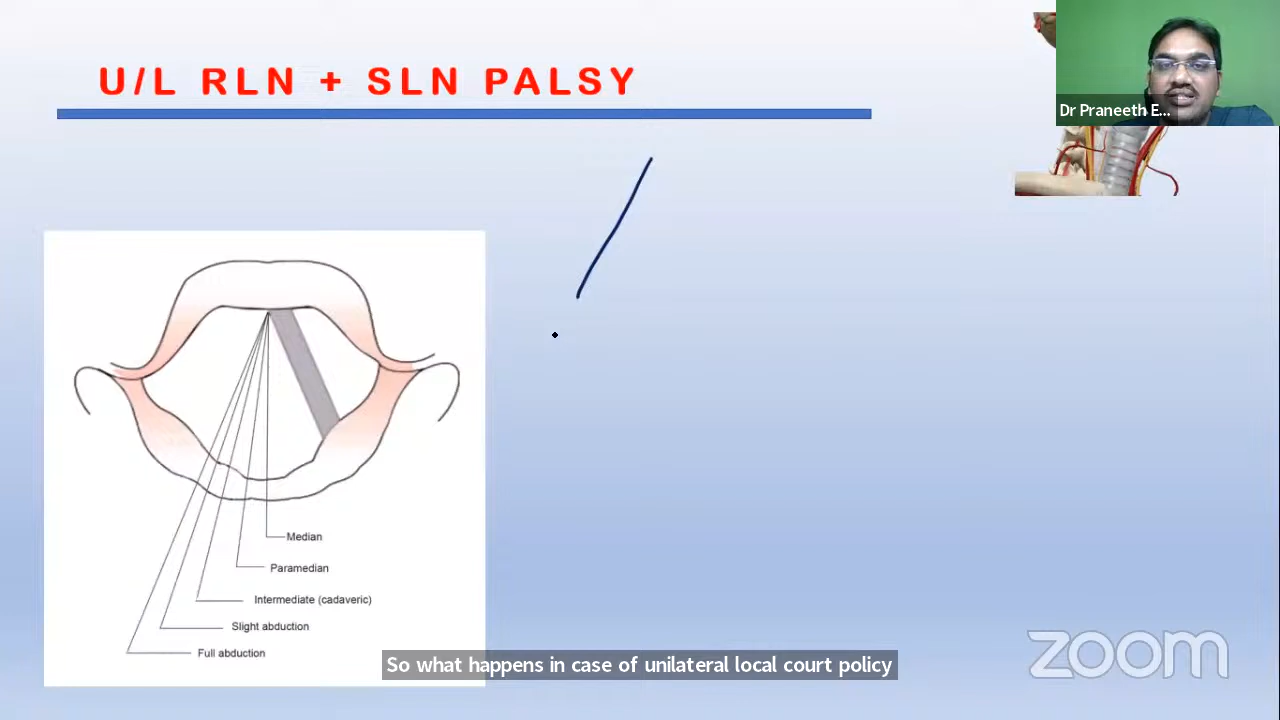 U/L RLN + SLN PALSY
Dr Praneeth E...
Median
Paramedian
Intermediate (cadaveric)
Slight abduction
Full abduction
So what happens in case of unilateral local court policy
zoom